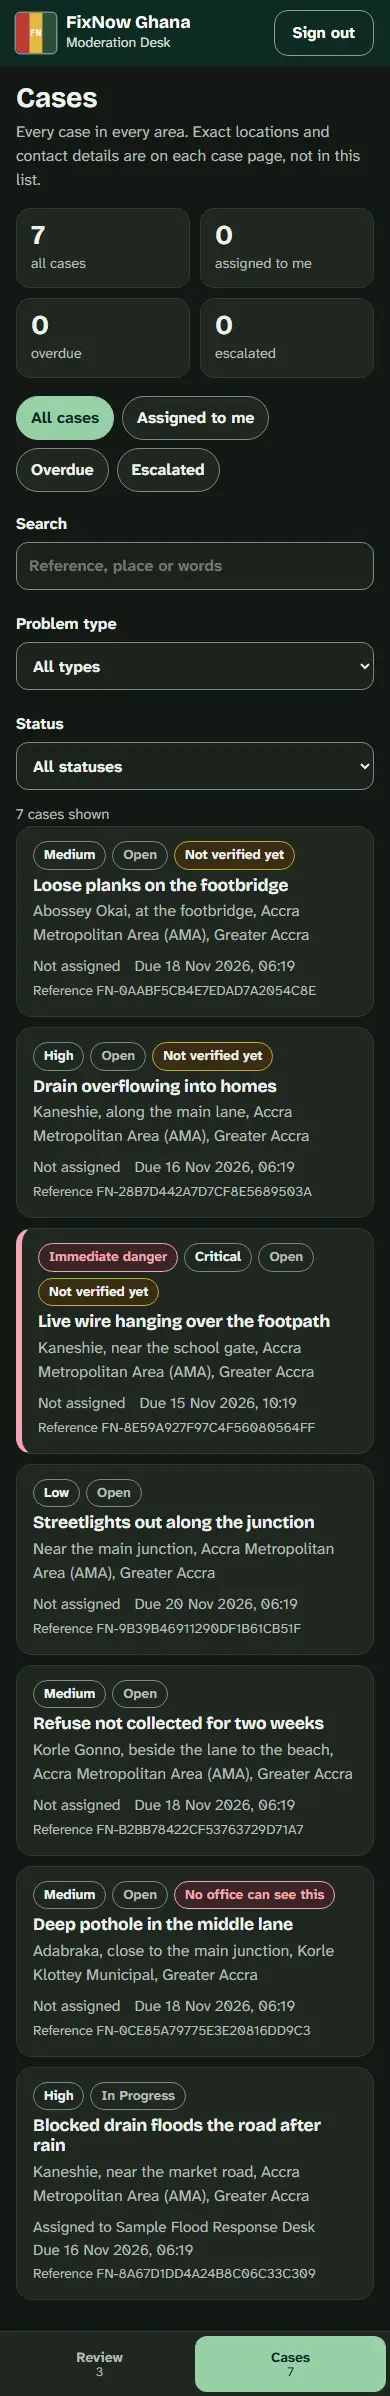 FN
FixNow Ghana
Moderation Desk
Sign out
Cases
Every case in every area. Exact locations and
contact details are on each case page, not in this
list.
7
all cases
0
assigned to me
0
overdue
0
escalated
All cases
Assigned to me
Overdue
Escalated
Search
Reference, place or words
Problem type
All types
Status
All statuses
7 cases shown
Medium
Open
Not verified yet
Loose planks on the footbridge
Abossey Okai, at the footbridge, Accra
Metropolitan Area (AMA), Greater Accra
Not assigned Due 18 Nov 2026, 06:19
Reference FN-0AABF5CB4E7EDAD7A2054C8E
High
Open
Not verified yet
Drain overflowing into homes
Kaneshie, along the main lane, Accra
Metropolitan Area (AMA), Greater Accra
Not assigned Due 16 Nov 2026, 06:19
Reference FN-28B7D442A7D7CF8E5689503A
Immediate danger
Critical
Open
Not verified yet
Live wire hanging over the footpath
Kaneshie, near the school gate, Accra
Metropolitan Area (AMA), Greater Accra
Not assigned Due 15 Nov 2026, 10:19
Reference FN-8E59A927F97C4F56080564FF
Low
Open
Streetlights out along the junction
Near the main junction, Accra Metropolitan
Area (AMA), Greater Accra
Not assigned Due 20 Nov 2026, 06:19
Reference FN-9B39B46911290DF1B61CB51F
Medium
Open
Refuse not collected for two weeks
Korle Gonno, beside the lane to the beach,
Accra Metropolitan Area (AMA), Greater Accra
Not assigned Due 18 Nov 2026, 06:19
Reference FN-B2BB78422CF53763729D71A7
Medium
Open
No office can see this
Deep pothole in the middle lane
Adabraka, close to the main junction, Korle
Klottey Municipal, Greater Accra
Not assigned Due 18 Nov 2026, 06:19
Reference FN-0CE85A79775E3E20816DD9C3
High
In Progress
Blocked drain floods the road after
rain
Kaneshie, near the market road, Accra
Metropolitan Area (AMA), Greater Accra
Assigned to Sample Flood Response Desk
Due 16 Nov 2026, 06:19
Reference FN-8A67D1DD4A24B8C06C33C309
Review
3
Cases
7